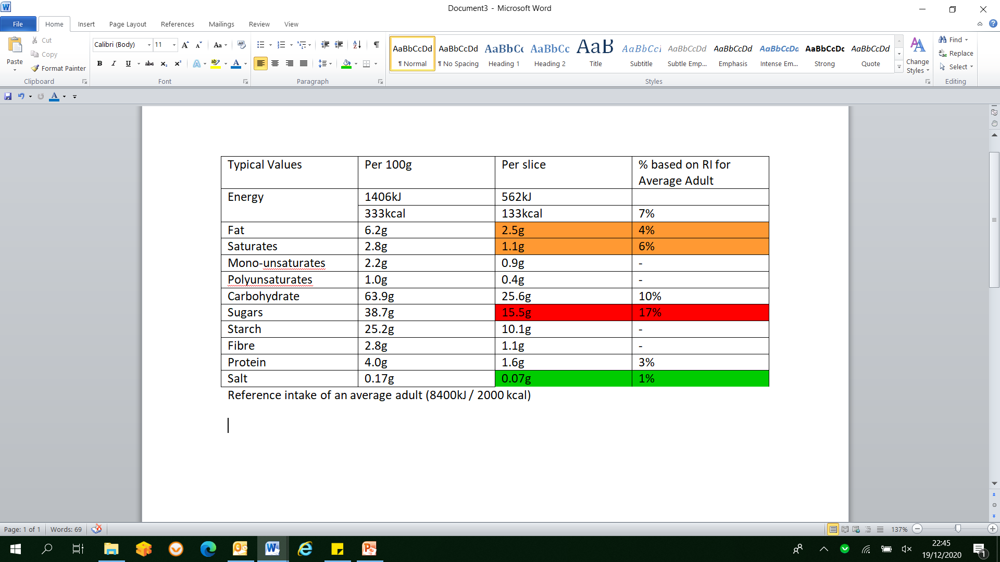 Document3 - Microsoft Word
File Home Insert Page Layout References Mailings Review View
Paste
Cut
Copy
Format Painter
Clipboard
Calibri (Body) 11
Font
Paragraph
AaBbCcDd AaBbCcDd AaBbCc AaBbCc AaB AaBbCcI AaBbCcDd AaBbCcDd AaBbCcDd AaBbCcDc AaBbCcDd
¶ Normal ¶ No Spacing Heading 1 Heading 2 Title Subtitle Subtle Emp... Emphasis Intense Em... Strong Quote
Styles
Change
Styles
Find
Replace
Select
Editing
Typical Values Per 100g Per slice % based on RI for
Average Adult
Energy 1406kJ 562kJ
333kcal 133kcal 7%
Fat 6.2g 2.5g 4%
Saturates 2.8g 1.1g 6%
Mono-unsaturates 2.2g 0.9g -
Polyunsaturates 1.0g 0.4g -
Carbohydrate 63.9g 25.6g 10%
Sugars 38.7g 15.5g 17%
Starch 25.2g 10.1g -
Fibre 2.8g 1.1g -
Protein 4.0g 1.6g 3%
Salt 0.17g 0.07g 1%
Reference intake of an average adult (8400kJ / 2000 kcal)
Page: 1 of 1 Words: 69
137%
22:45
19/12/2020
1